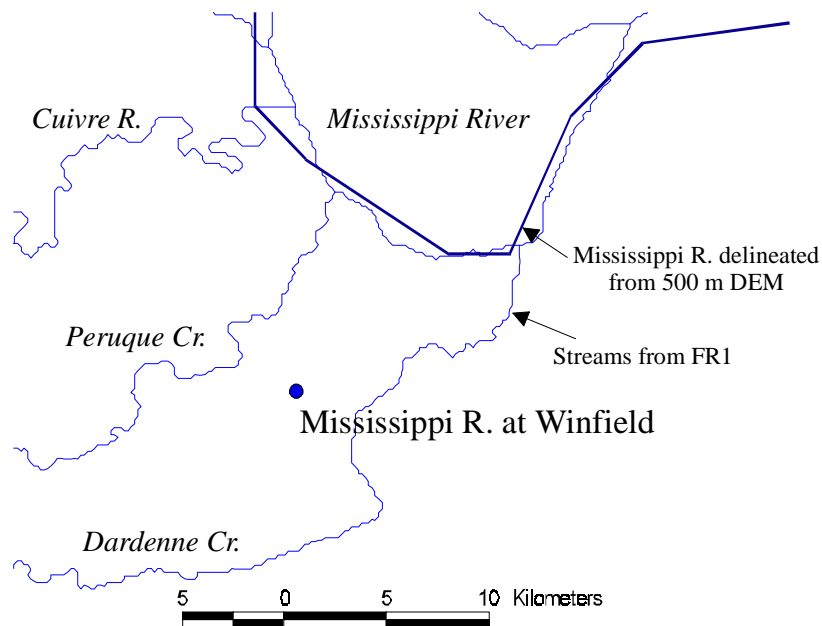 Cuivre R.
Mississippi River
Mississippi R. delineated
from 500 m DEM
Peruque Cr.
Streams from FR1
Mississippi R. at Winfield
Dardenne Cr.
5 0 5 10 Kilometers